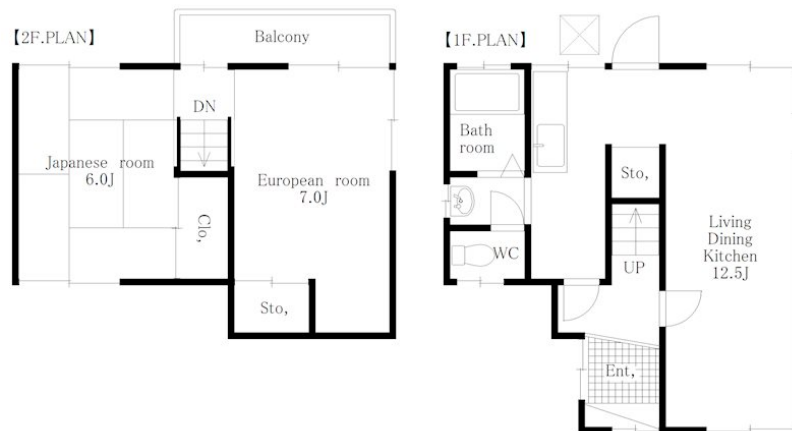 【2F.PLAN】
Balcony
DN
Japanese room
6.0J
European room
7.0J
Clo,
Sto,
【1F.PLAN】
Bath
room
Sto,
WC
UP
Living
Dining
Kitchen
12.5J
Ent,